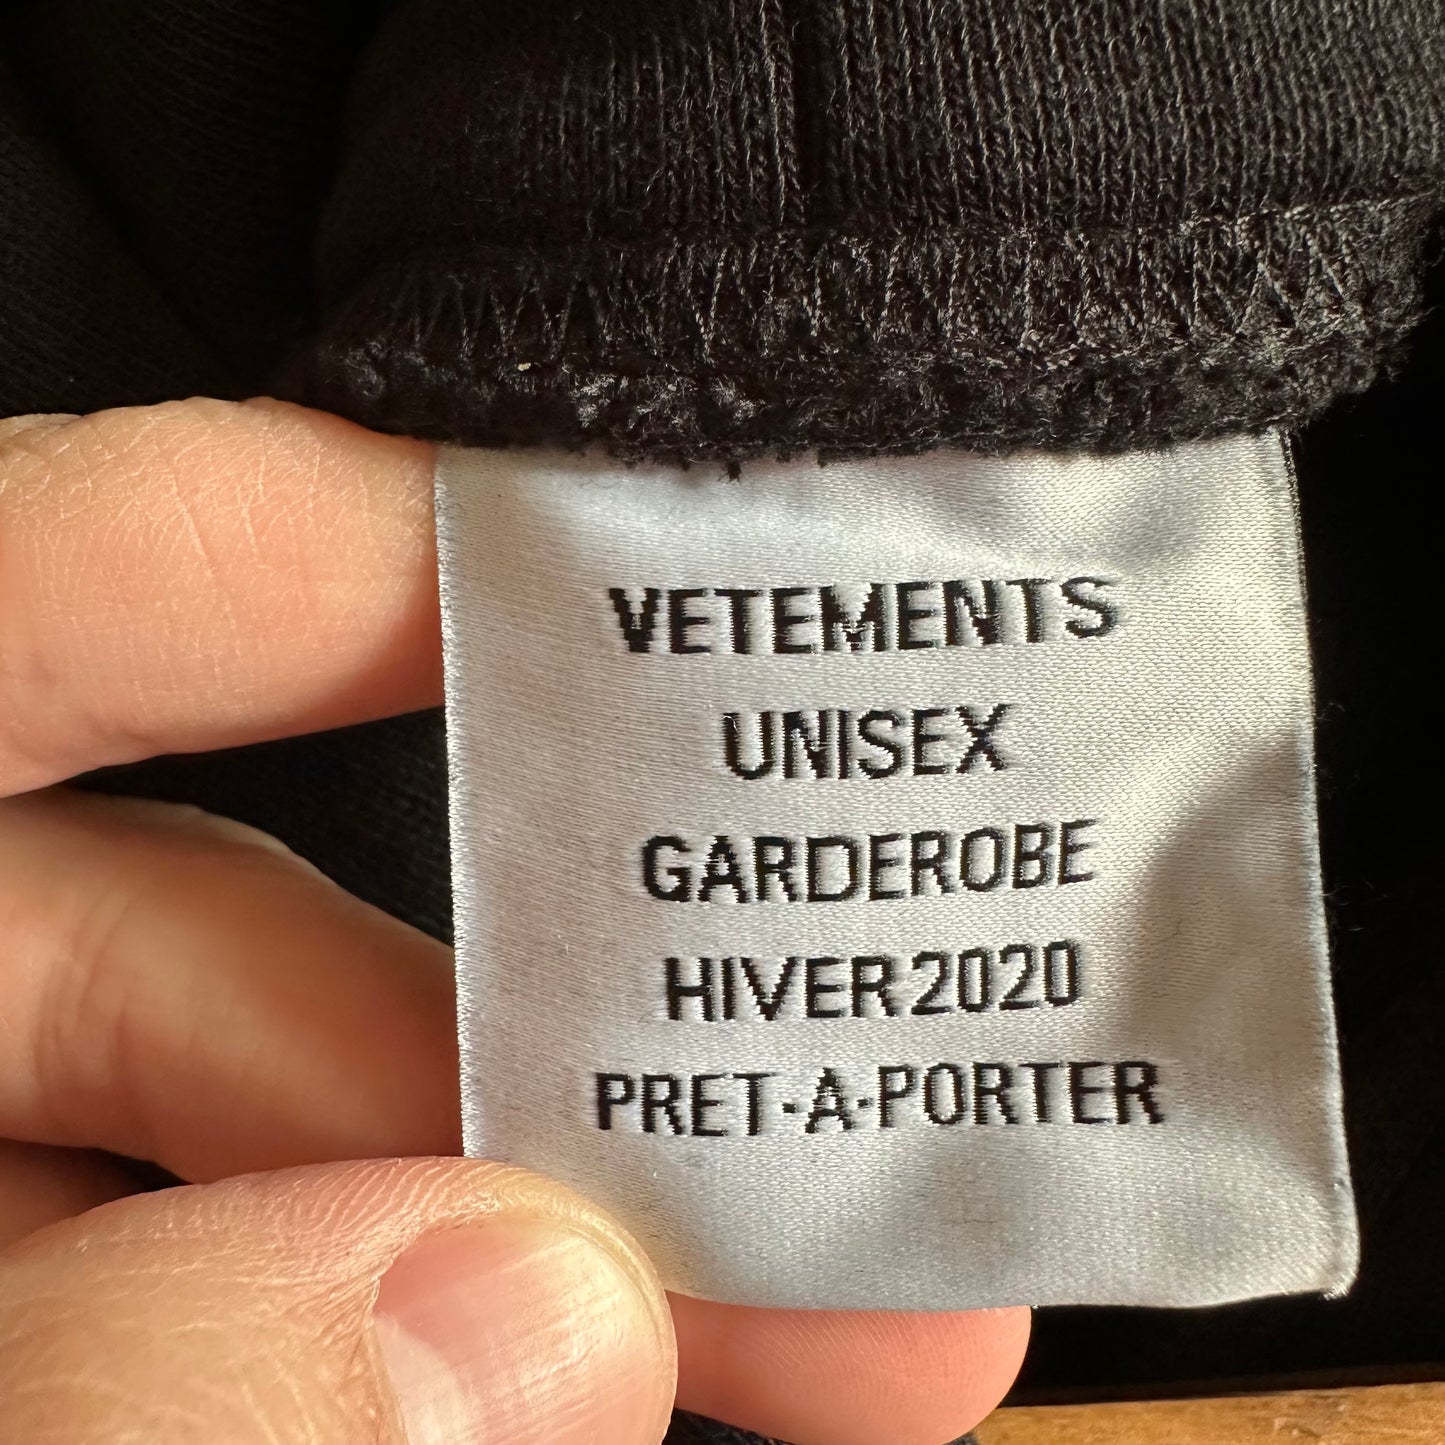 VETEMENTS
UNISEX
GARDEROBE
HIVER 2020
PRET-A-PORTER